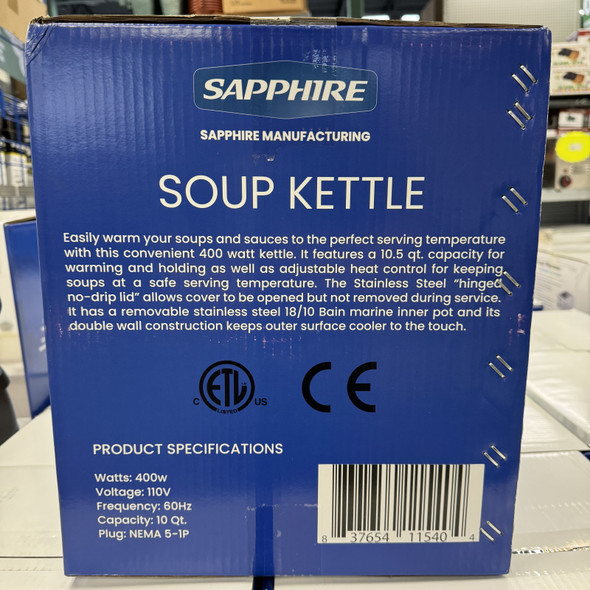 SAPPHIRE
SAPPHIRE MANUFACTURING
SOUP KETTLE
Easily warm your soups and sauces to the perfect serving temperature
with this convenient 400 watt kettle. It features a 10.5 qt. capacity for
warming and holding as well as adjustable heat control for keeping
soups at a safe serving temperature. The Stainless Steel “hinged
no-drip lid” allows cover to be opened but not removed during service.
It has a removable stainless steel 18/10 Bain marine inner pot and its
double wall construction keeps outer surface cooler to the touch.
C ETL US
LISTED
CE
PRODUCT SPECIFICATIONS
Watts: 400w
Voltage: 110V
Frequency: 60Hz
Capacity: 10 Qt.
Plug: NEMA 5-1P
8 37654 11540 4